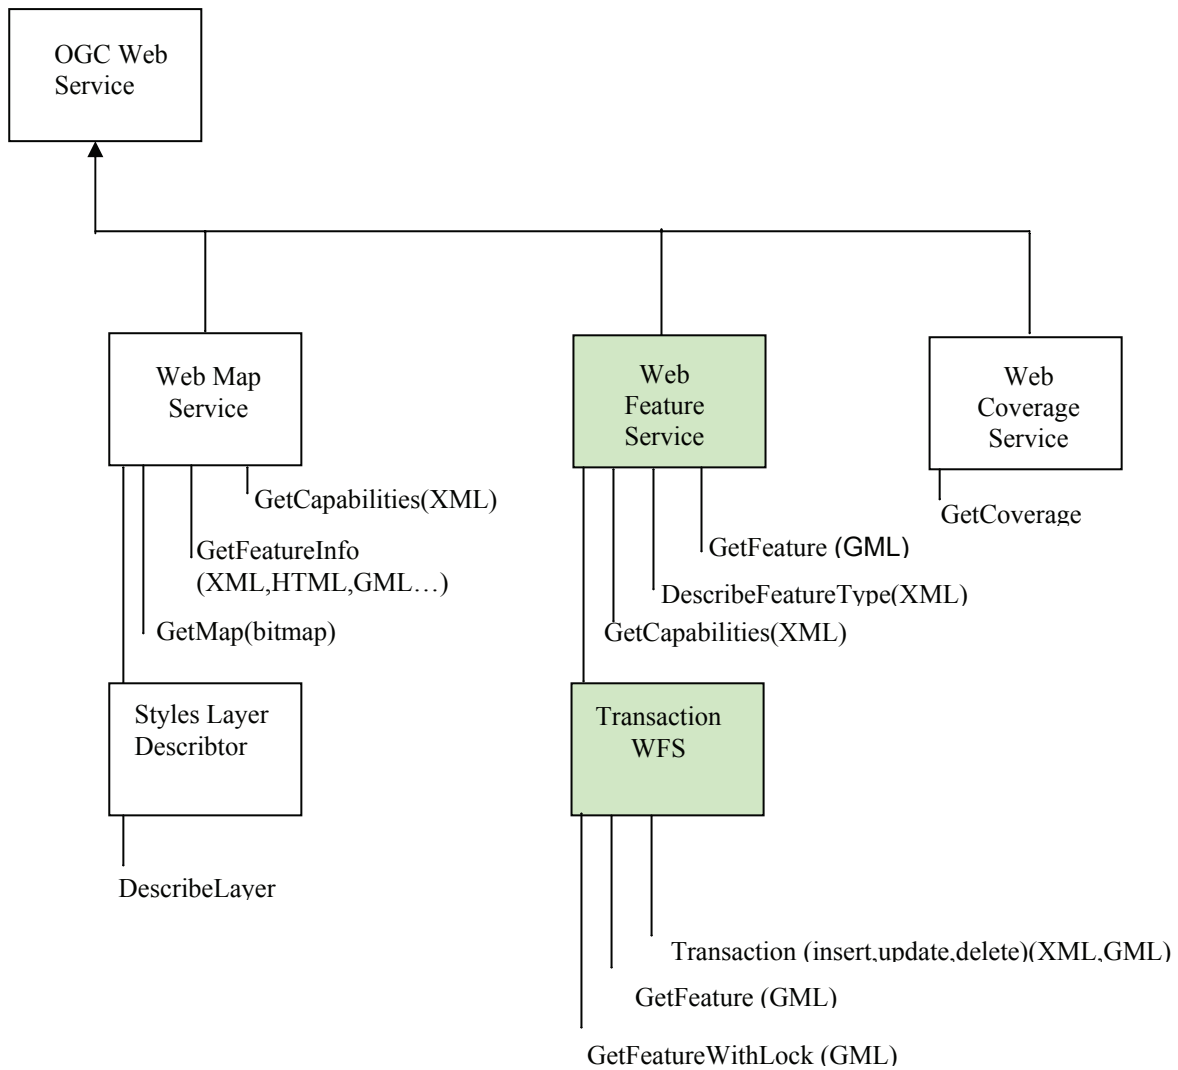 OGC Web
Service
Web Map
Service
Web
Feature
Service
Web
Coverage
Service
GetCapabilities(XML)
GetCoverage
GetFeatureInfo
(XML,HTML,GML…)
GetFeature (GML)
DescribeFeatureType(XML)
GetMap(bitmap)
GetCapabilities(XML)
Styles Layer
Describtor
Transaction
WFS
DescribeLayer
Transaction (insert,update,delete)(XML,GML)
GetFeature (GML)
GetFeatureWithLock (GML)